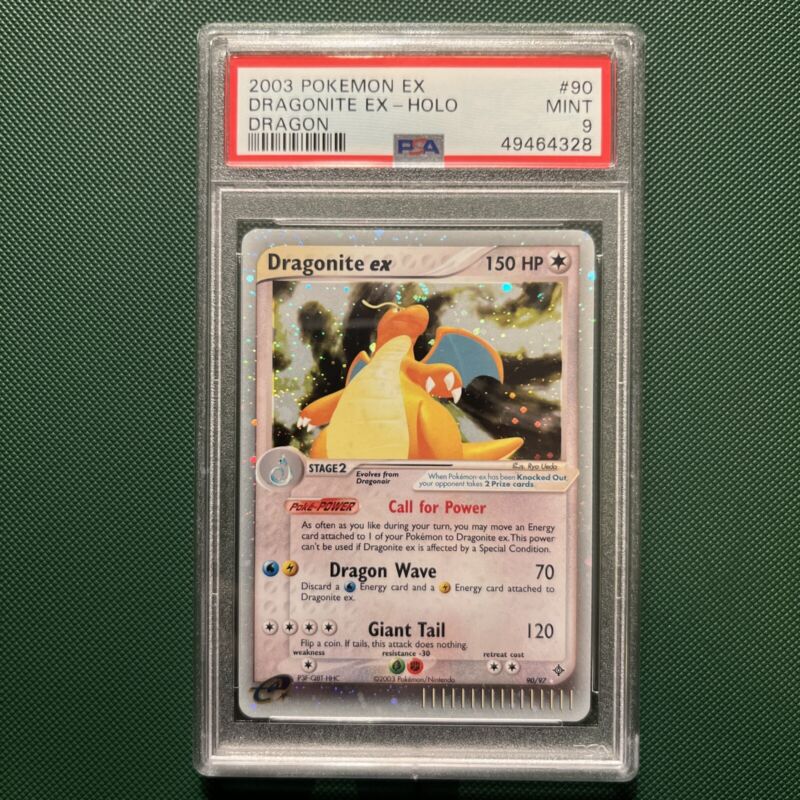 2003 POKEMON EX #90
DRAGONITE EX - HOLO MINT
DRAGON 9
PSA 49464328
Dragonite ex 150 HP
Illus. Ryo Ueda
STAGE2 Evolves from
Dragonair
When Pokémon-ex has been Knocked Out
your opponent takes 2 Prize cards.
Poké-POWER Call for Power
As often as you like during your turn, you may move an Energy
card attached to 1 of your Pokémon to Dragonite ex. This power
can't be used if Dragonite ex is affected by a Special Condition.
Dragon Wave 70
Discard a Energy card and a Energy card attached to
Dragonite ex.
Giant Tail 120
Flip a coin. If tails, this attack does nothing.
weakness resistance -30 retreat cost
P3F-QBT-HHC ©2003 Pokémon/Nintendo 90/97